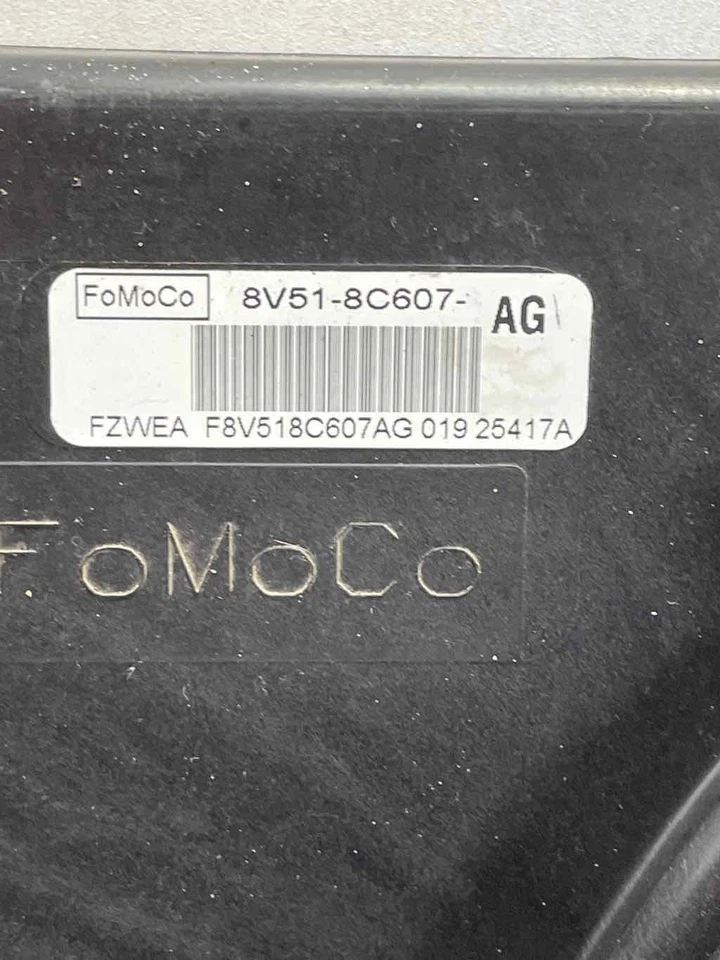 FoMoCo 8V51-8C607- AG
FZWEA F8V518C607AG 019 25417A
FoMoCo